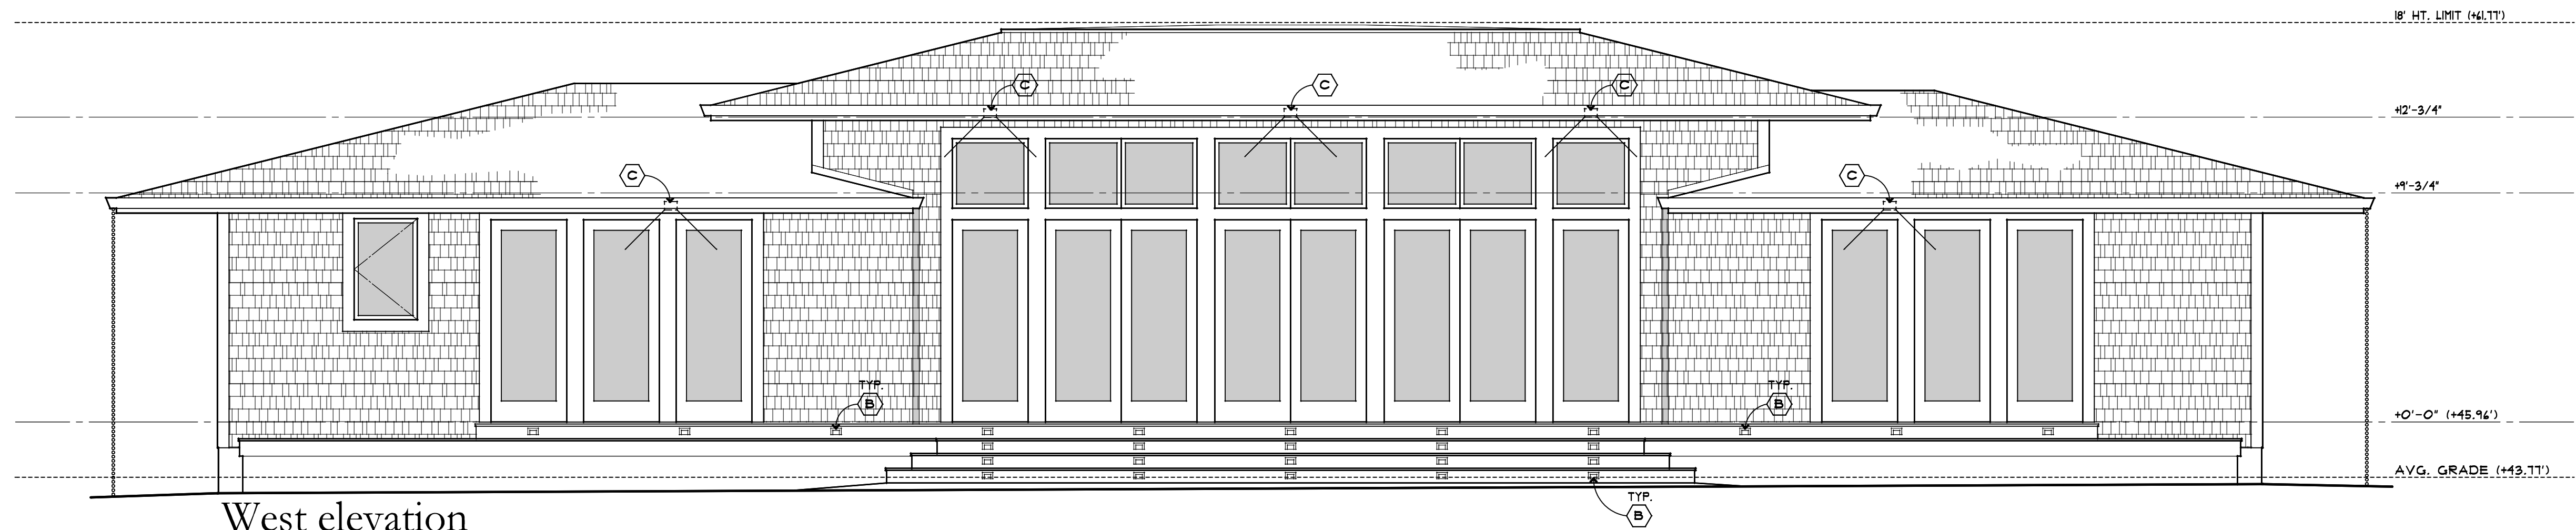 18' HT. LIMIT (+61.77')
C
C
C
+12'-3/4"
C
C
+9'-3/4"
TYP.
B
TYP.
B
+0'-0" (+45.96')
AVG. GRADE (+43.77')
TYP.
B
West elevation